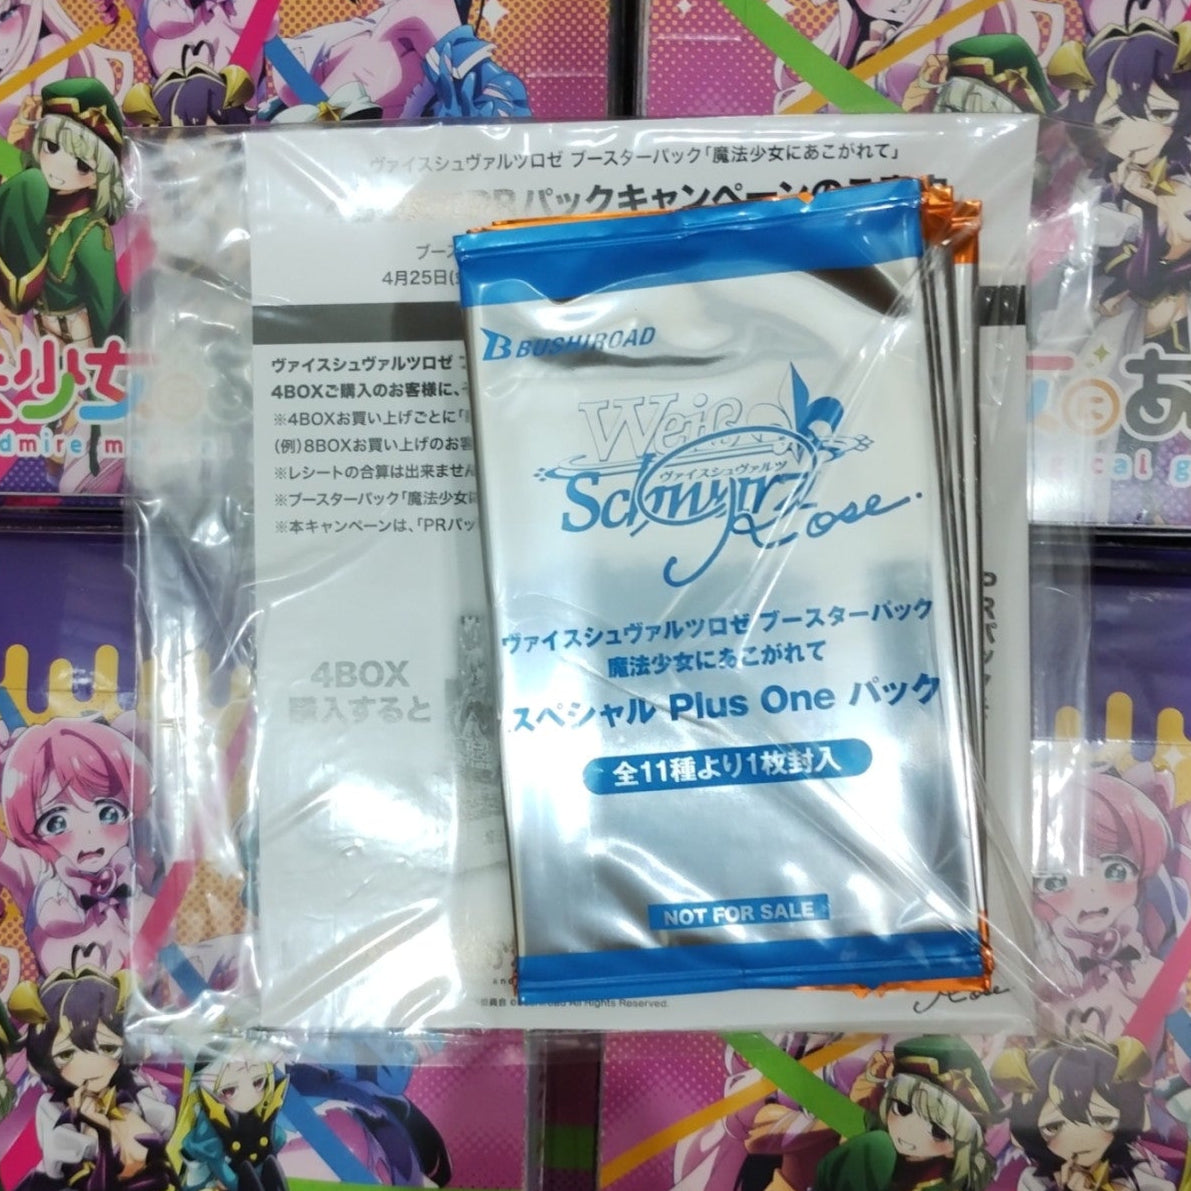 ヴァイスシュヴァルツロゼ ブースターパック「魔法少女にあこがれて」
PRパックキャンペーンの
ブース
4月25日(
ヴァイスシュヴァルツロゼ
4BOXご購入のお客様に、
※4BOXお買い上げごとに「
(例)8BOXお買い上げのお客
※レシートの合算は出来ません
※ブースターパック「魔法少女に
※本キャンペーンは、「PRパッ
4BOX
購入すると
PRパック
BUSHIROAD
Weiß
ヴァイスシュヴァルツ
Schwarz
Rose
ヴァイスシュヴァルツロゼ ブースターパック
魔法少女にあこがれて
スペシャル Plus One パック
全11種より1枚封入
NOT FOR SALE
All Rights Reserved.
Rose